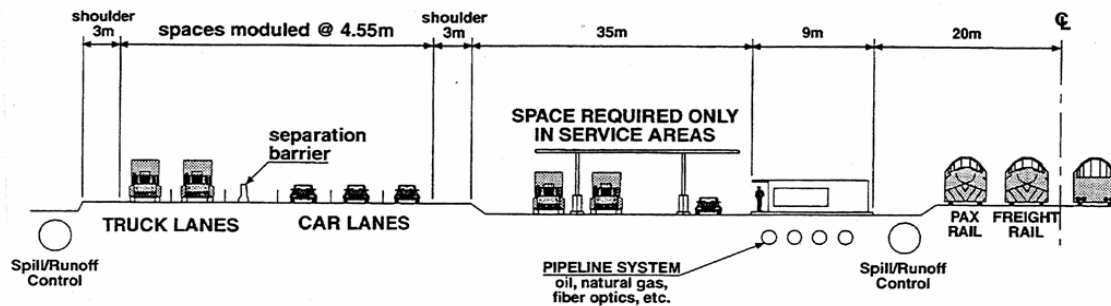 shoulder
3m
spaces moduled @ 4.55m
shoulder
3m
35m
9m
20m
℄
SPACE REQUIRED ONLY
IN SERVICE AREAS
separation
barrier
TRUCK LANES
CAR LANES
PAX
RAIL
FREIGHT
RAIL
Spill/Runoff
Control
PIPELINE SYSTEM
oil, natural gas,
fiber optics, etc.
Spill/Runoff
Control